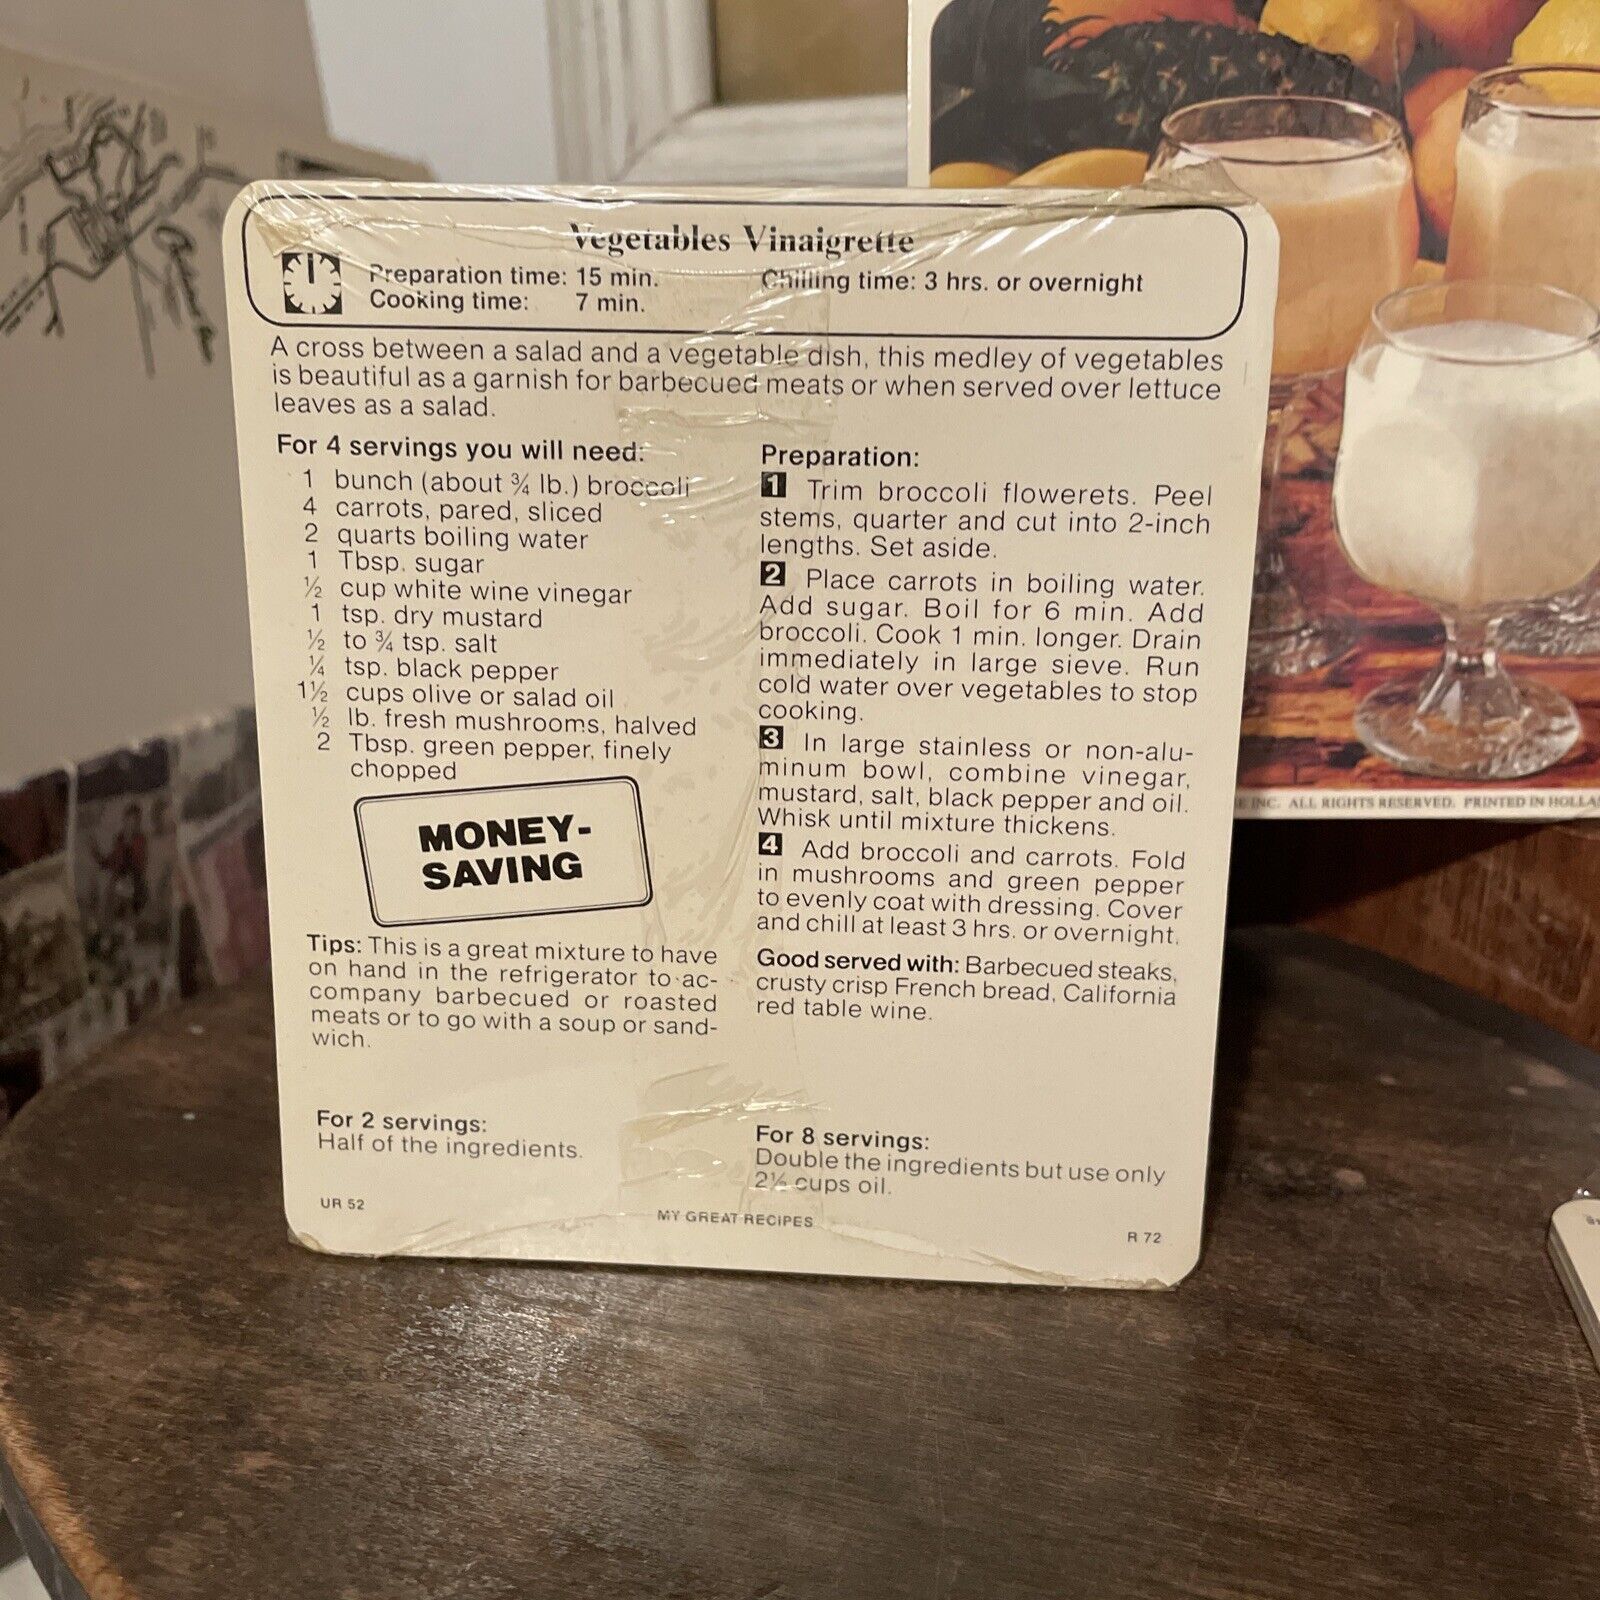 Vegetables Vinaigrette
Preparation time: 15 min.
Cooking time: 7 min.
Chilling time: 3 hrs. or overnight
A cross between a salad and a vegetable dish, this medley of vegetables
is beautiful as a garnish for barbecued meats or when served over lettuce
leaves as a salad.
For 4 servings you will need:
1 bunch (about ¾ lb.) broccoli
4 carrots, pared, sliced
2 quarts boiling water
1 Tbsp. sugar
½ cup white wine vinegar
1 tsp. dry mustard
½ to ¾ tsp. salt
¼ tsp. black pepper
1½ cups olive or salad oil
½ lb. fresh mushrooms, halved
2 Tbsp. green pepper, finely
chopped
MONEY-
SAVING
Tips: This is a great mixture to have
on hand in the refrigerator to ac-
company barbecued or roasted
meats or to go with a soup or sand-
wich.
For 2 servings:
Half of the ingredients.
Preparation:
1 Trim broccoli flowerets. Peel
stems, quarter and cut into 2-inch
lengths. Set aside.
2 Place carrots in boiling water.
Add sugar. Boil for 6 min. Add
broccoli. Cook 1 min. longer. Drain
immediately in large sieve. Run
cold water over vegetables to stop
cooking.
3 In large stainless or non-alu-
minum bowl, combine vinegar,
mustard, salt, black pepper and oil.
Whisk until mixture thickens.
4 Add broccoli and carrots. Fold
in mushrooms and green pepper
to evenly coat with dressing. Cover
and chill at least 3 hrs. or overnight.
Good served with: Barbecued steaks,
crusty crisp French bread, California
red table wine.
For 8 servings:
Double the ingredients but use only
2½ cups oil.
UR 52
MY GREAT RECIPES
R 72
INC. ALL RIGHTS RESERVED. PRINTED IN